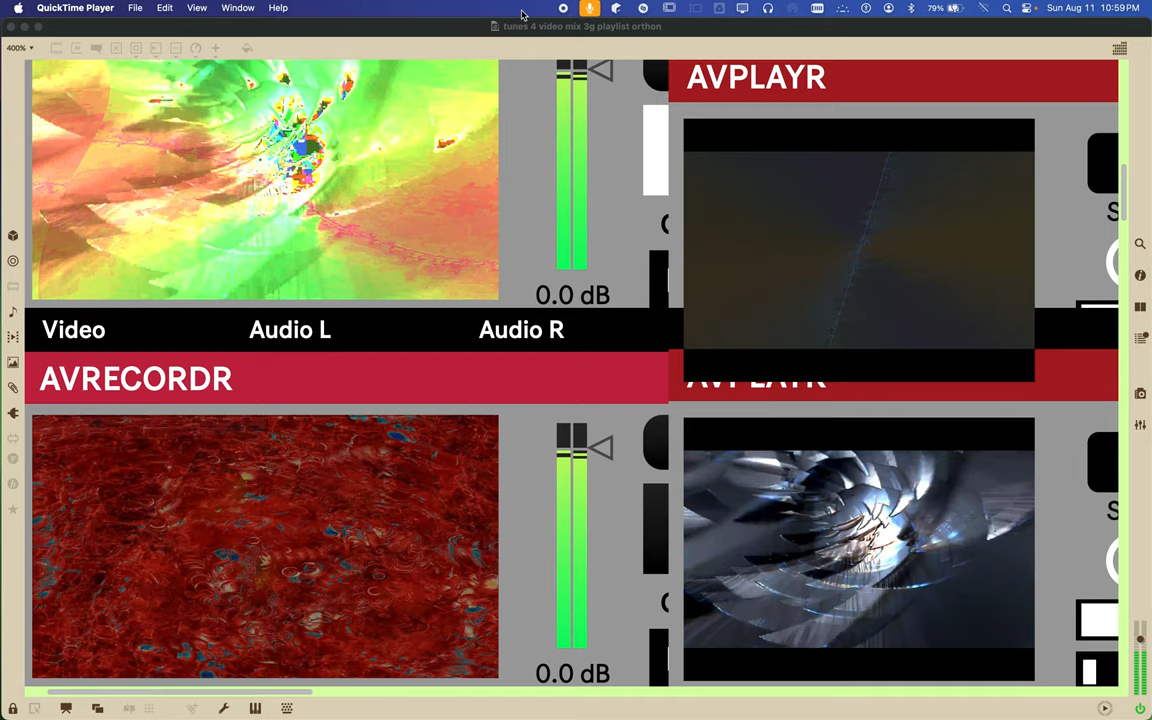 QuickTime Player File Edit View Window Help 79% Sun Aug 11 10:59 PM
tunes 4 video mix 3g playlist orthon
400%
AVPLAYR
0.0 dB
Video Audio L Audio R
AVRECORDR
AVPLAYR
0.0 dB